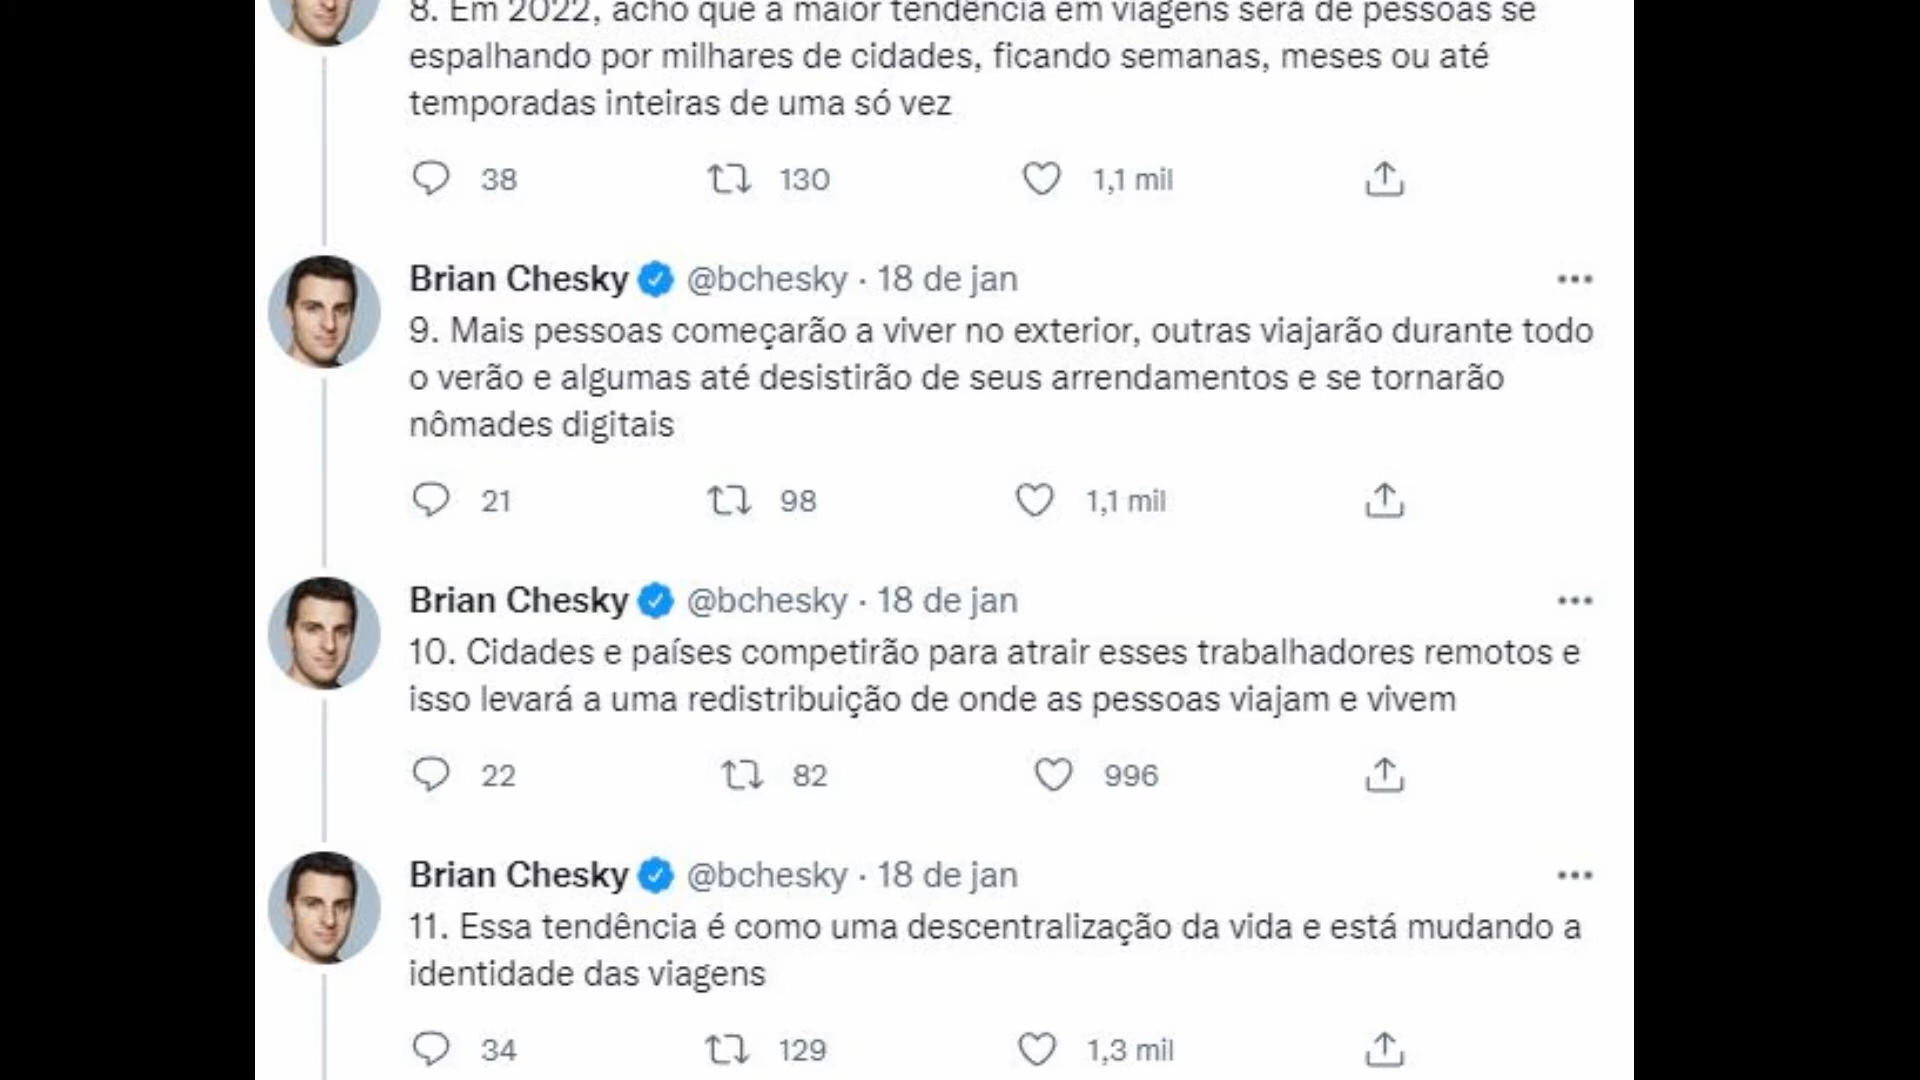 8. Em 2022, acho que a maior tendência em viagens será de pessoas se
espalhando por milhares de cidades, ficando semanas, meses ou até
temporadas inteiras de uma só vez
38 130 1,1 mil
Brian Chesky @bchesky · 18 de jan
9. Mais pessoas começarão a viver no exterior, outras viajarão durante todo
o verão e algumas até desistirão de seus arrendamentos e se tornarão
nômades digitais
21 98 1,1 mil
Brian Chesky @bchesky · 18 de jan
10. Cidades e países competirão para atrair esses trabalhadores remotos e
isso levará a uma redistribuição de onde as pessoas viajam e vivem
22 82 996
Brian Chesky @bchesky · 18 de jan
11. Essa tendência é como uma descentralização da vida e está mudando a
identidade das viagens
34 129 1,3 mil